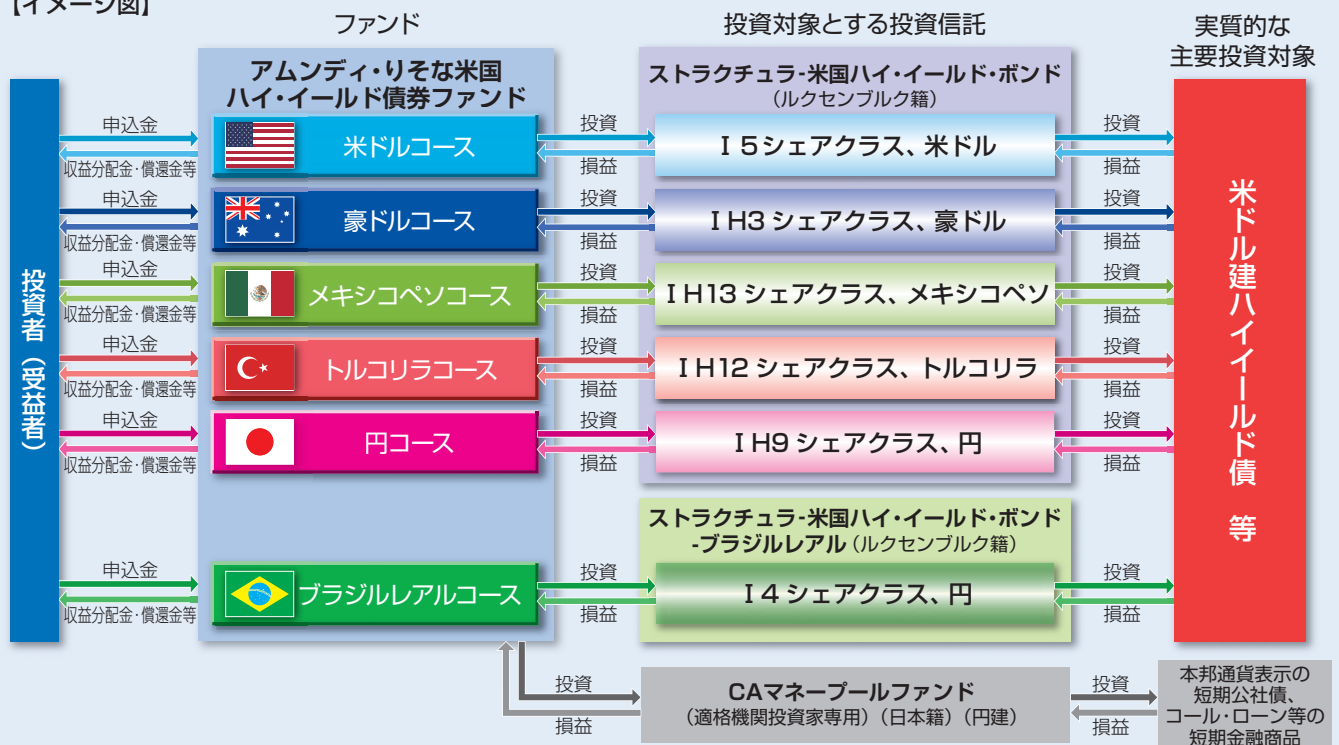 【イメージ図】
ファンド
投資対象とする投資信託
実質的な
主要投資対象
投資者（受益者）
アムンディ・りそな米国
ハイ・イールド債券ファンド
ストラクチュラ-米国ハイ・イールド・ボンド
（ルクセンブルク籍）
申込金
収益分配金・償還金等
米ドルコース
投資
損益
I 5シェアクラス、米ドル
投資
損益
申込金
収益分配金・償還金等
豪ドルコース
投資
損益
I H3 シェアクラス、豪ドル
投資
損益
申込金
収益分配金・償還金等
メキシコペソコース
投資
損益
I H13 シェアクラス、メキシコペソ
投資
損益
申込金
収益分配金・償還金等
トルコリラコース
投資
損益
I H12 シェアクラス、トルコリラ
投資
損益
申込金
収益分配金・償還金等
円コース
投資
損益
I H9 シェアクラス、円
投資
損益
ストラクチュラ-米国ハイ・イールド・ボンド
-ブラジルレアル（ルクセンブルク籍）
申込金
収益分配金・償還金等
ブラジルレアルコース
投資
損益
I 4 シェアクラス、円
投資
損益
米ドル建ハイイールド債 等
投資
損益
CAマネープールファンド
（適格機関投資家専用）（日本籍）（円建）
投資
損益
本邦通貨表示の
短期公社債、
コール・ローン等の
短期金融商品